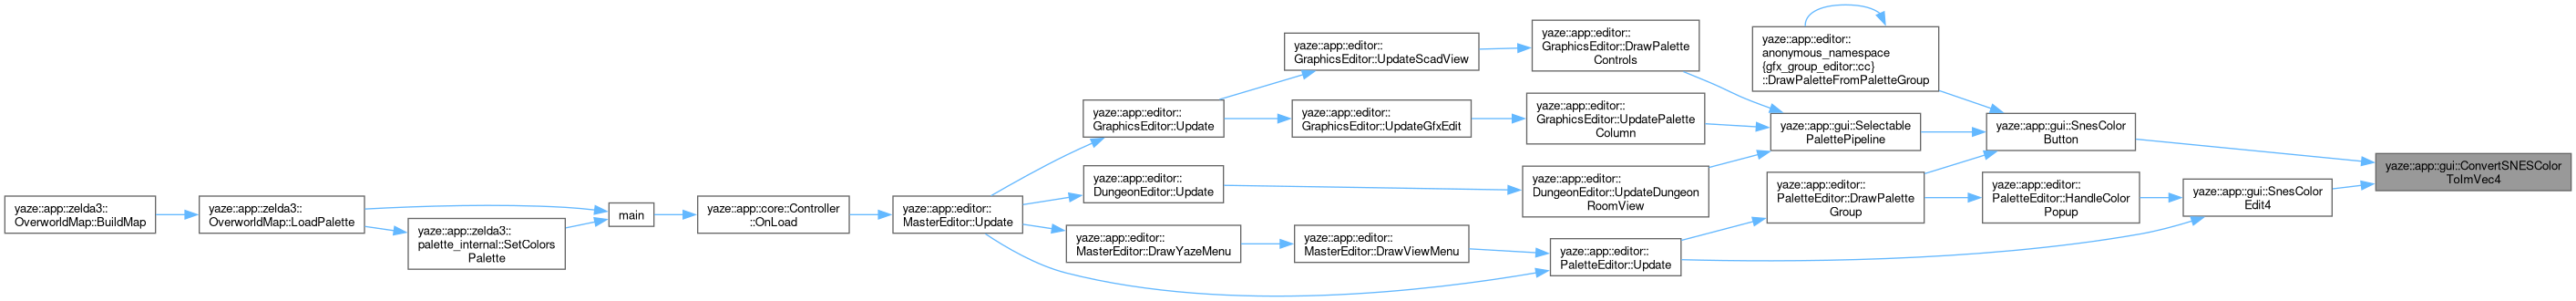 yaze::app::zelda3::
OverworldMap::BuildMap
yaze::app::zelda3::
OverworldMap::LoadPalette
yaze::app::zelda3::
palette_internal::SetColors
Palette
main
yaze::app::core::Controller
::OnLoad
yaze::app::editor::
MasterEditor::Update
yaze::app::editor::
GraphicsEditor::Update
yaze::app::editor::
DungeonEditor::Update
yaze::app::editor::
MasterEditor::DrawYazeMenu
yaze::app::editor::
GraphicsEditor::UpdateScadView
yaze::app::editor::
GraphicsEditor::UpdateGfxEdit
yaze::app::editor::
MasterEditor::DrawViewMenu
yaze::app::editor::
GraphicsEditor::DrawPalette
Controls
yaze::app::editor::
GraphicsEditor::UpdatePalette
Column
yaze::app::editor::
DungeonEditor::UpdateDungeon
RoomView
yaze::app::editor::
PaletteEditor::Update
yaze::app::editor::
anonymous_namespace
{gfx_group_editor::cc}
::DrawPaletteFromPaletteGroup
yaze::app::gui::Selectable
PalettePipeline
yaze::app::editor::
PaletteEditor::DrawPalette
Group
yaze::app::gui::SnesColor
Button
yaze::app::editor::
PaletteEditor::HandleColor
Popup
yaze::app::gui::SnesColor
Edit4
yaze::app::gui::ConvertSNESColor
ToImVec4